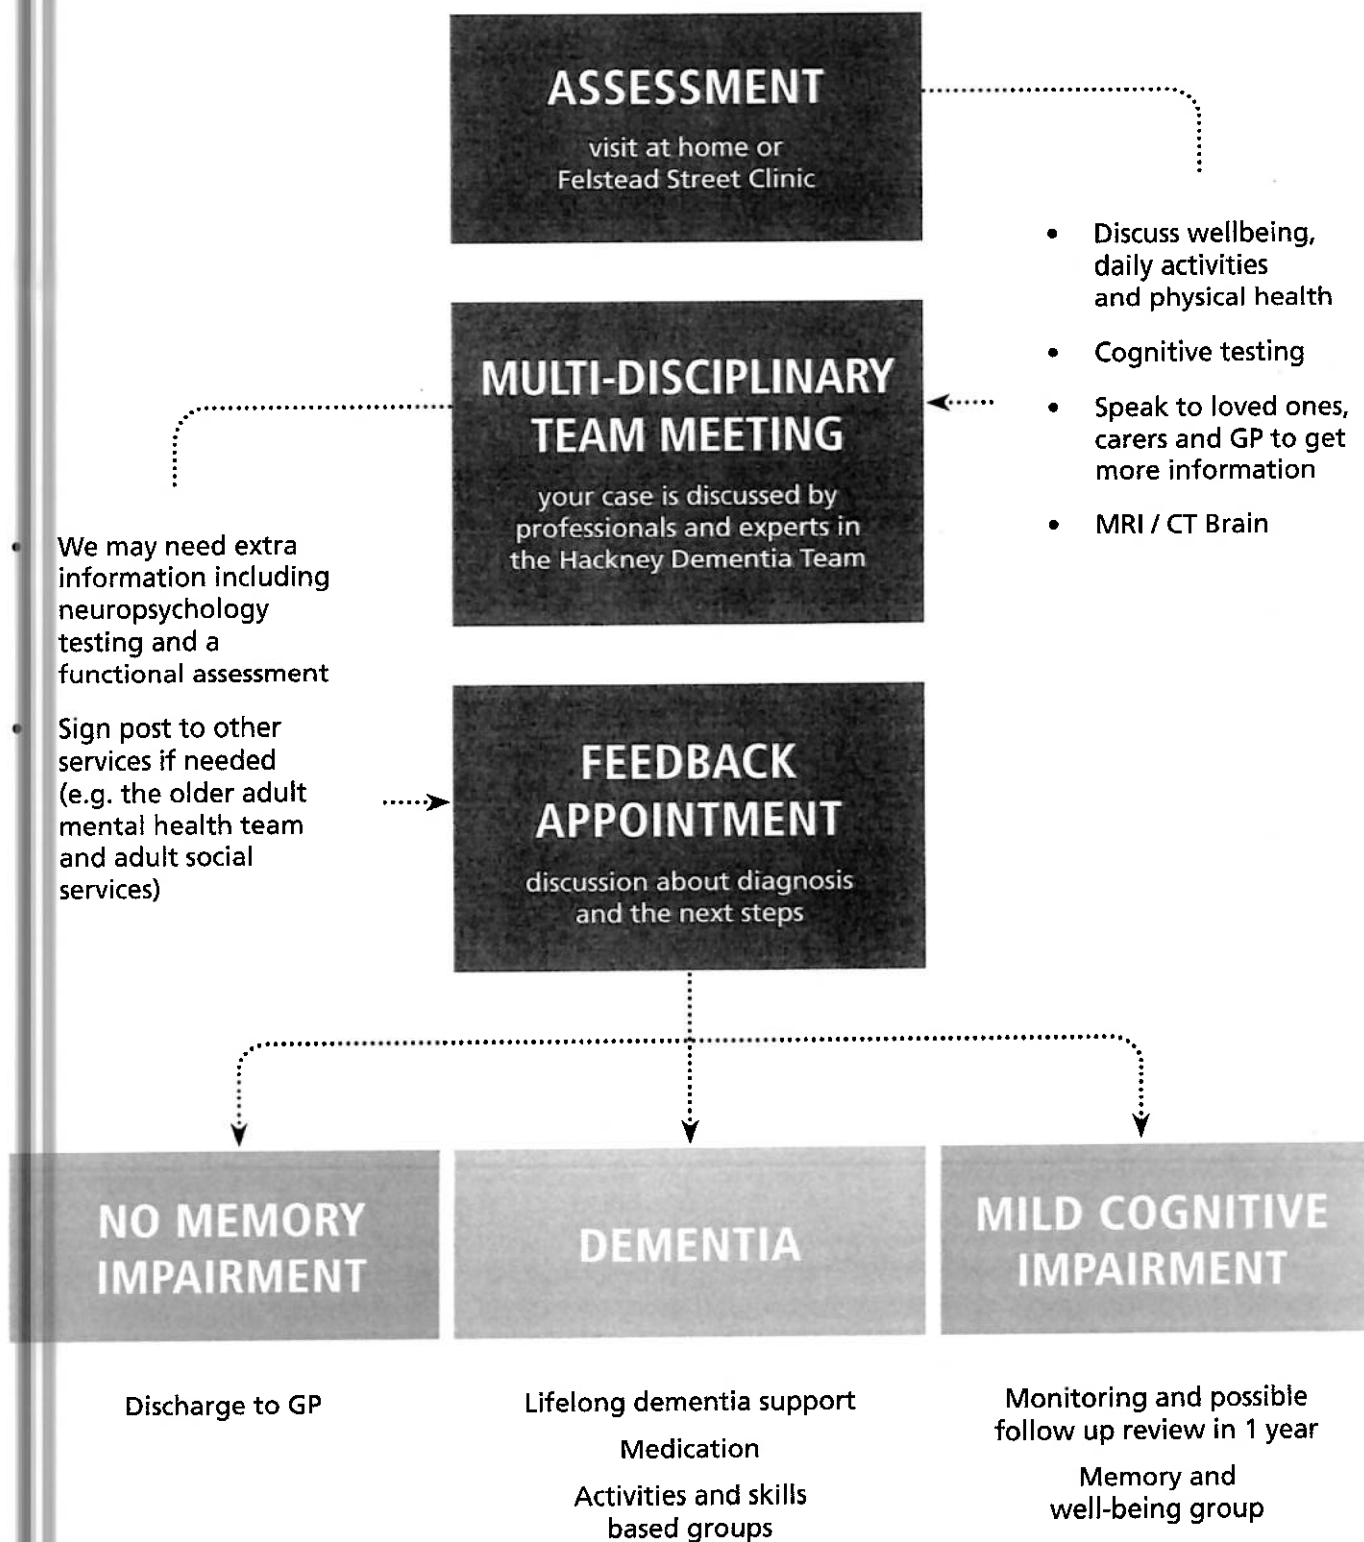 ASSESSMENT
visit at home or
Felstead Street Clinic
• Discuss wellbeing,
daily activities
and physical health
• Cognitive testing
• Speak to loved ones,
carers and GP to get
more information
• MRI / CT Brain
MULTI-DISCIPLINARY
TEAM MEETING
your case is discussed by
professionals and experts in
the Hackney Dementia Team
• We may need extra
information including
neuropsychology
testing and a
functional assessment
• Sign post to other
services if needed
(e.g. the older adult
mental health team
and adult social
services)
FEEDBACK
APPOINTMENT
discussion about diagnosis
and the next steps
NO MEMORY
IMPAIRMENT
Discharge to GP
DEMENTIA
Lifelong dementia support
Medication
Activities and skills
based groups
MILD COGNITIVE
IMPAIRMENT
Monitoring and possible
follow up review in 1 year
Memory and
well-being group